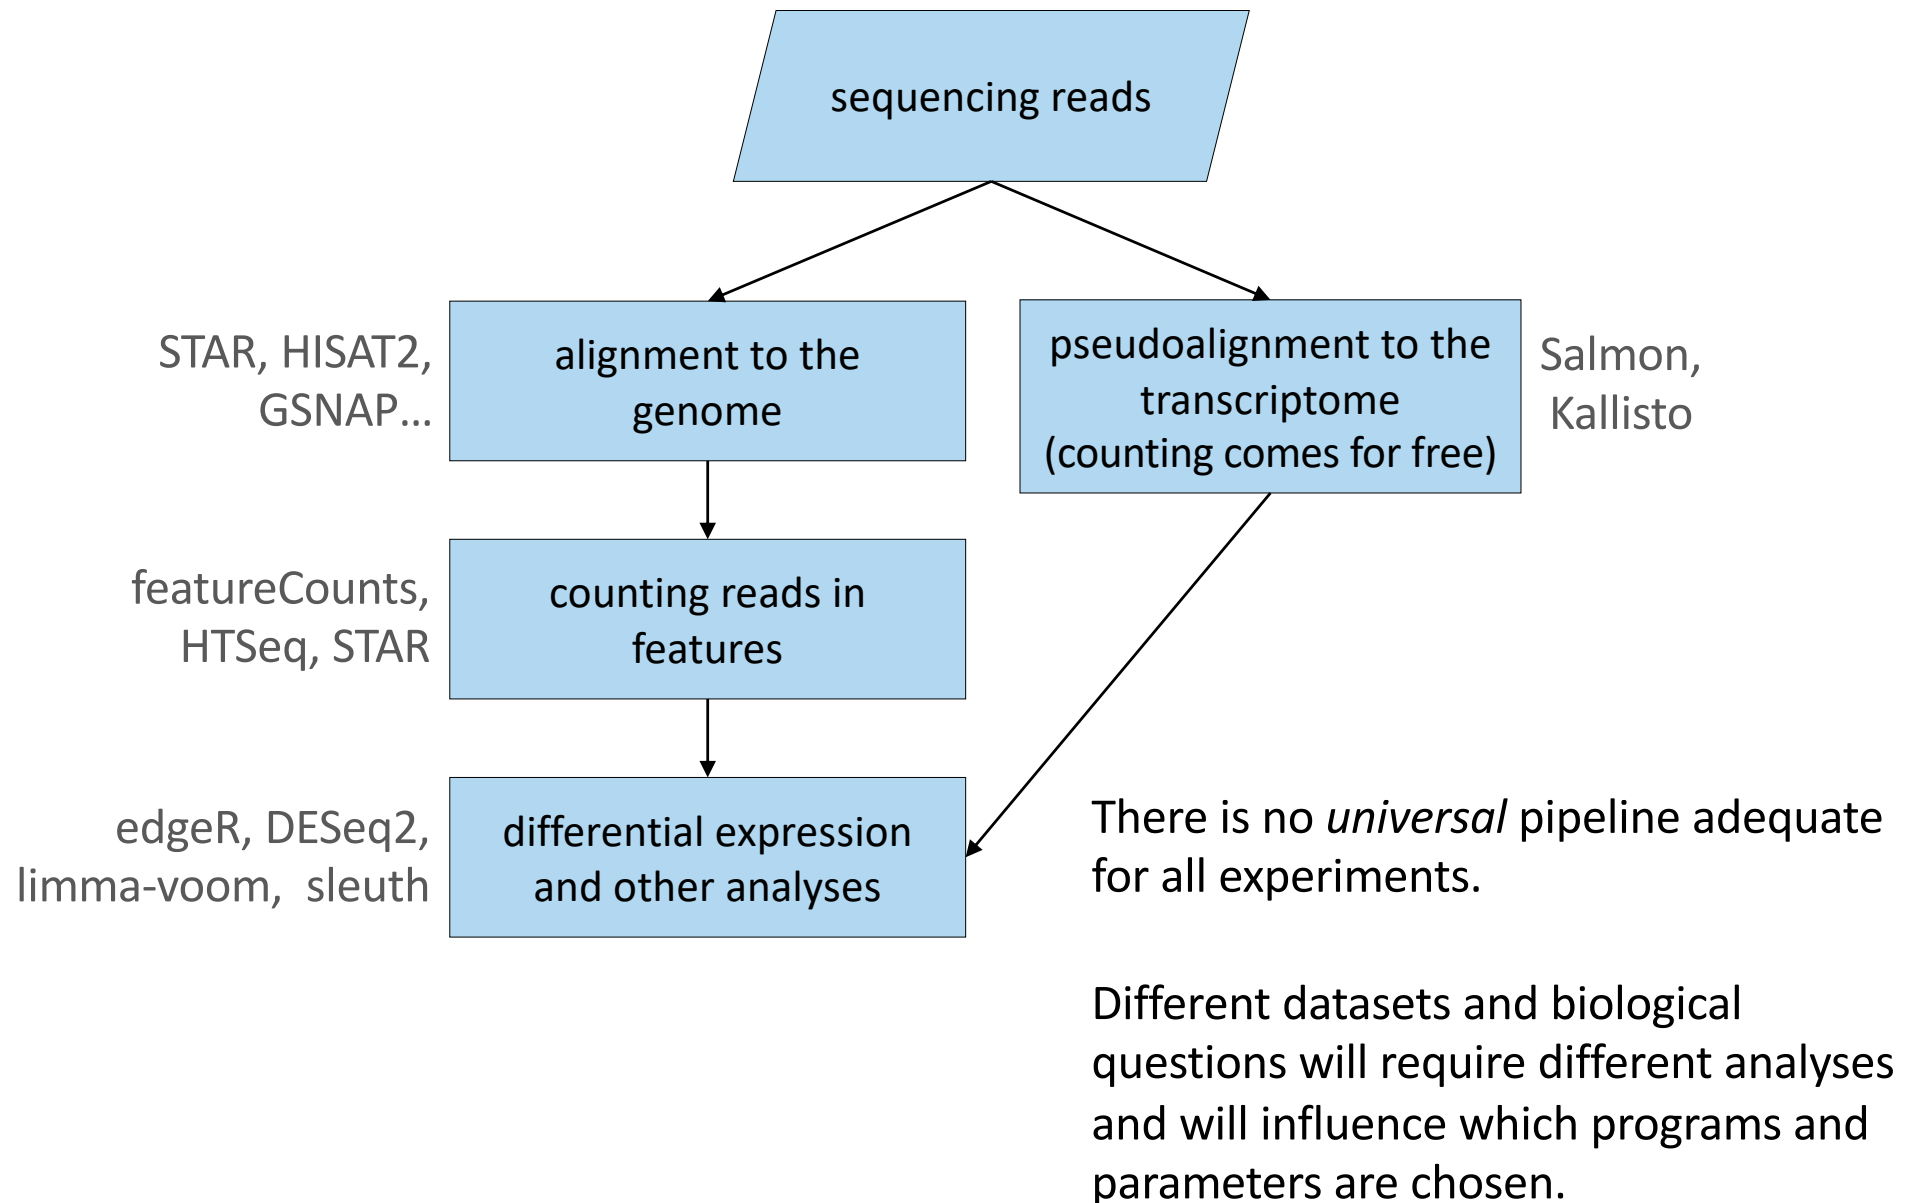 sequencing reads
STAR, HISAT2,
GSNAP...
alignment to the
genome
pseudoalignment to the
transcriptome
(counting comes for free)
Salmon,
Kallisto
featureCounts,
HTSeq, STAR
counting reads in
features
edgeR, DESeq2,
limma-voom, sleuth
differential expression
and other analyses
There is no universal pipeline adequate
for all experiments.
Different datasets and biological
questions will require different analyses
and will influence which programs and
parameters are chosen.